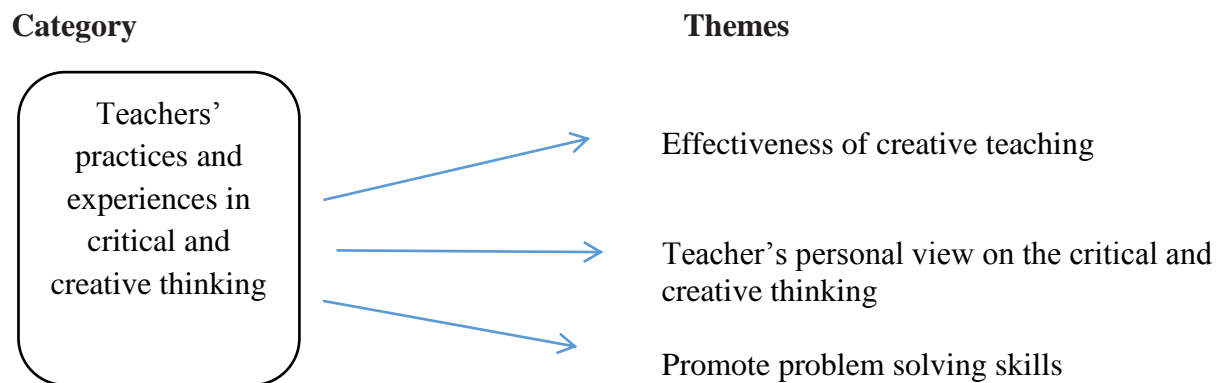 Category
Themes
Teachers’
practices and
experiences in
critical and
creative thinking
Effectiveness of creative teaching
Teacher’s personal view on the critical and
creative thinking
Promote problem solving skills